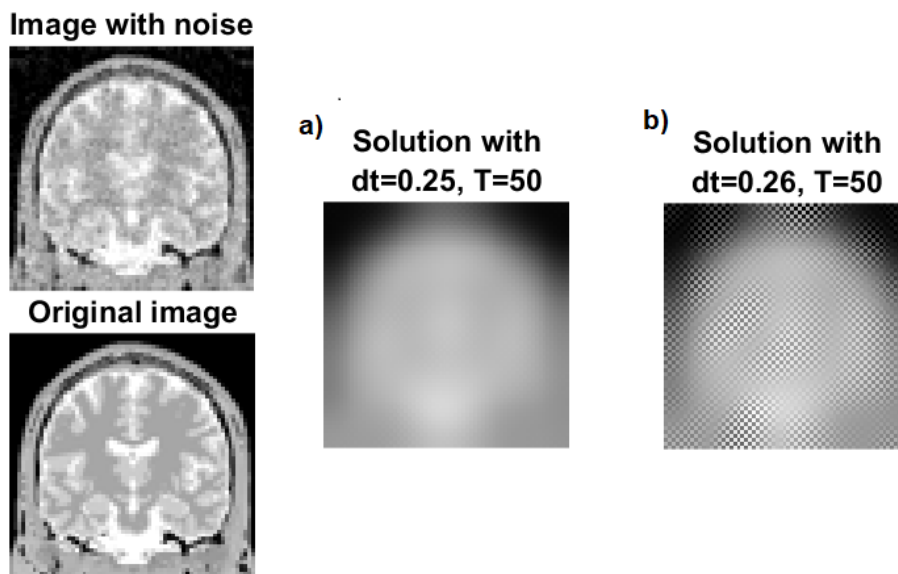 Image with noise
Original image
a)
Solution with
dt=0.25, T=50
b)
Solution with
dt=0.26, T=50